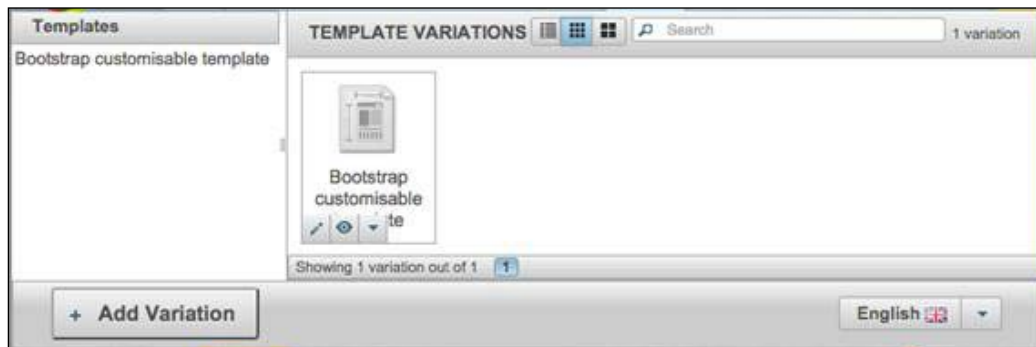 Templates
Bootstrap customisable template
TEMPLATE VARIATIONS
Search
1 variation
Bootstrap
customisable
te
Showing 1 variation out of 1
1
+ Add Variation
English